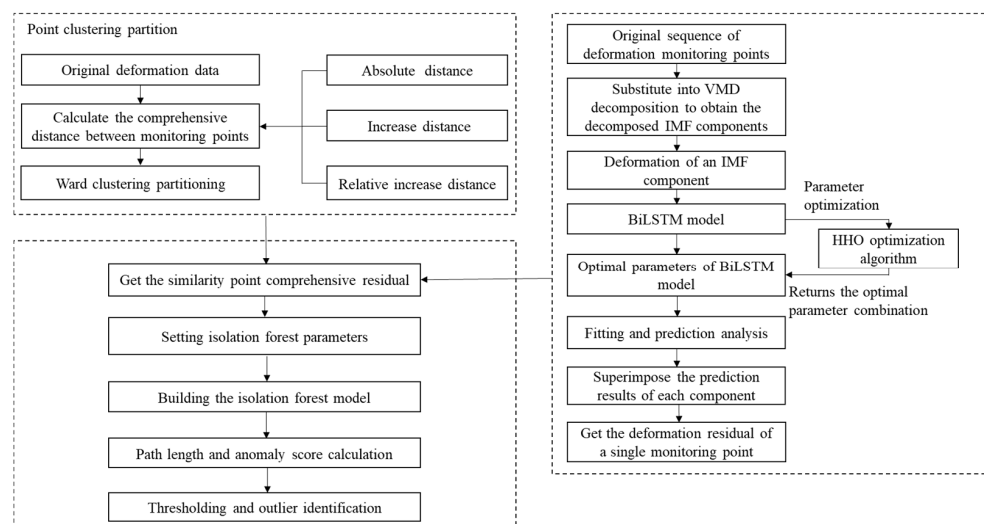 Point clustering partition
Original deformation data
Calculate the comprehensive
distance between monitoring points
Ward clustering partitioning
Absolute distance
Increase distance
Relative increase distance
Get the similarity point comprehensive residual
Setting isolation forest parameters
Building the isolation forest model
Path length and anomaly score calculation
Thresholding and outlier identification
Original sequence of
deformation monitoring points
Substitute into VMD
decomposition to obtain the
decomposed IMF components
Deformation of an IMF
component
BiLSTM model
Parameter
optimization
HHO optimization
algorithm
Optimal parameters of BiLSTM
model
Returns the optimal
parameter combination
Fitting and prediction analysis
Superimpose the prediction
results of each component
Get the deformation residual of
a single monitoring point